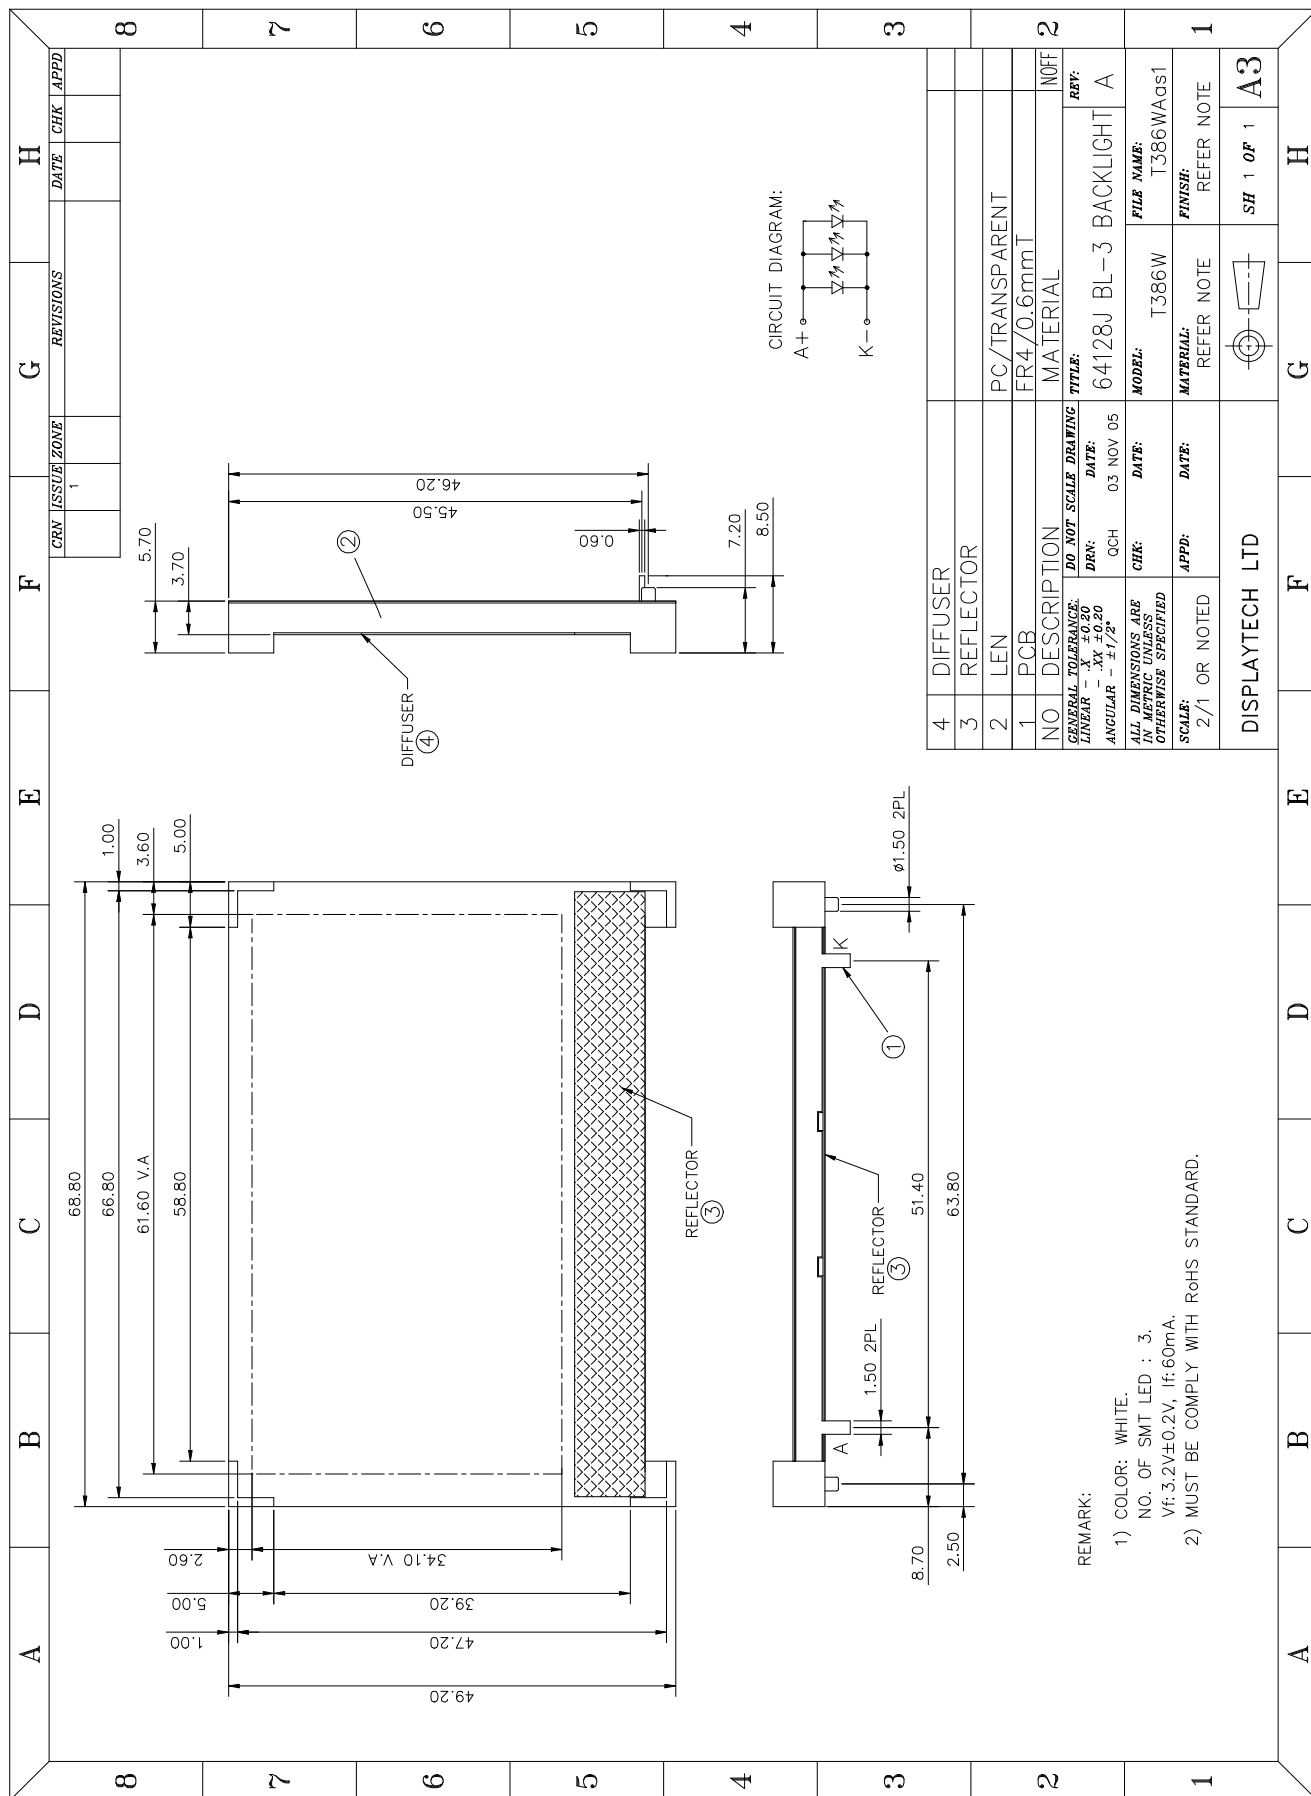 A B C D E F G H
8 7 6 5 4 3 2 1
CRN ISSUE ZONE REVISIONS DATE CHK APPD
1
68.80
66.80
1.00
61.60 V.A
3.60
58.80
5.00
2.60
34.10 V.A
5.00
39.20
1.00
47.20
49.20
REFLECTOR
3
5.70
3.70
2
DIFFUSER
4
46.20
45.50
0.60
7.20
8.50
CIRCUIT DIAGRAM:
A+
K-
A
K
1
1.50 2PL
ø1.50 2PL
REFLECTOR
3
8.70
51.40
2.50
63.80
REMARK:
1) COLOR: WHITE.
NO. OF SMT LED : 3.
Vf: 3.2V±0.2V, If:60mA.
2) MUST BE COMPLY WITH RoHS STANDARD.
4 DIFFUSER
3 REFLECTOR
2 LEN PC/TRANSPARENT
1 PCB FR4/0.6mmT
NO DESCRIPTION MATERIAL NOFF
GENERAL TOLERANCE:
LINEAR - .X ±0.20
- .XX ±0.20
ANGULAR - ±1/2°
DO NOT SCALE DRAWING
DRN: DATE:
QCH 03 NOV 05
TITLE:
64128J BL-3 BACKLIGHT
REV:
A
ALL DIMENSIONS ARE
IN METRIC UNLESS
OTHERWISE SPECIFIED
CHK: DATE:
MODEL:
T386W
FILE NAME:
T386WAas1
SCALE:
2/1 OR NOTED
APPD: DATE:
MATERIAL:
REFER NOTE
FINISH:
REFER NOTE
DISPLAYTECH LTD
SH 1 OF 1
A3
A B C D E F G H
8 7 6 5 4 3 2 1